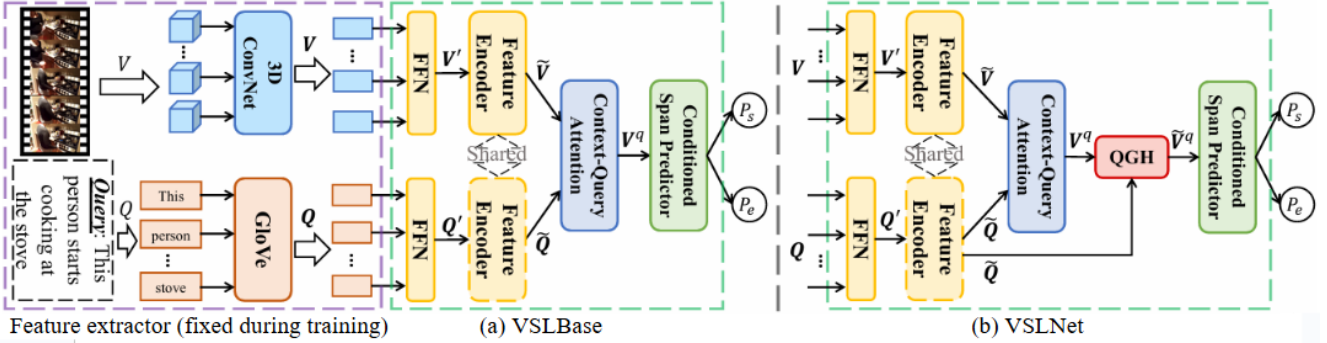 V
3D
ConvNet
V
FFN
V′
Feature
Encoder
Ṽ
Shared
Context-Query
Attention
V^q
Conditioned
Span Predictor
P_s
P_e
Query: This
person starts
cooking at
the stove
Q
This
person
...
stove
GloVe
Q
FFN
Q′
Feature
Encoder
Q̃
V
FFN
V′
Feature
Encoder
Ṽ
Shared
Context-Query
Attention
V^q
QGH
Ṽ^q
Conditioned
Span Predictor
P_s
P_e
Q
FFN
Q′
Feature
Encoder
Q̃
Q̃
Feature extractor (fixed during training)
(a) VSLBase
(b) VSLNet